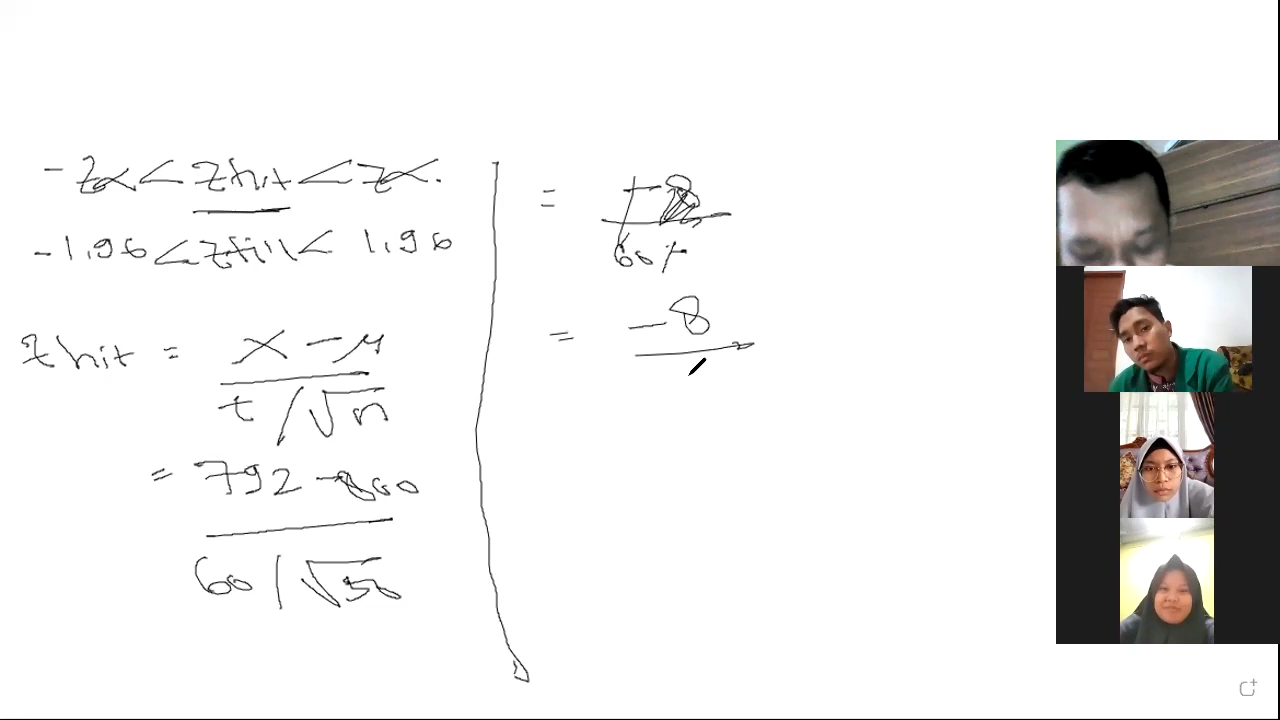 -Zα < Zhit < Zα.
-1.96 < Zhit < 1.96
Zhit = x - μ
t / √n
= 792 - 800
60 / √50
=
60 /
= -8